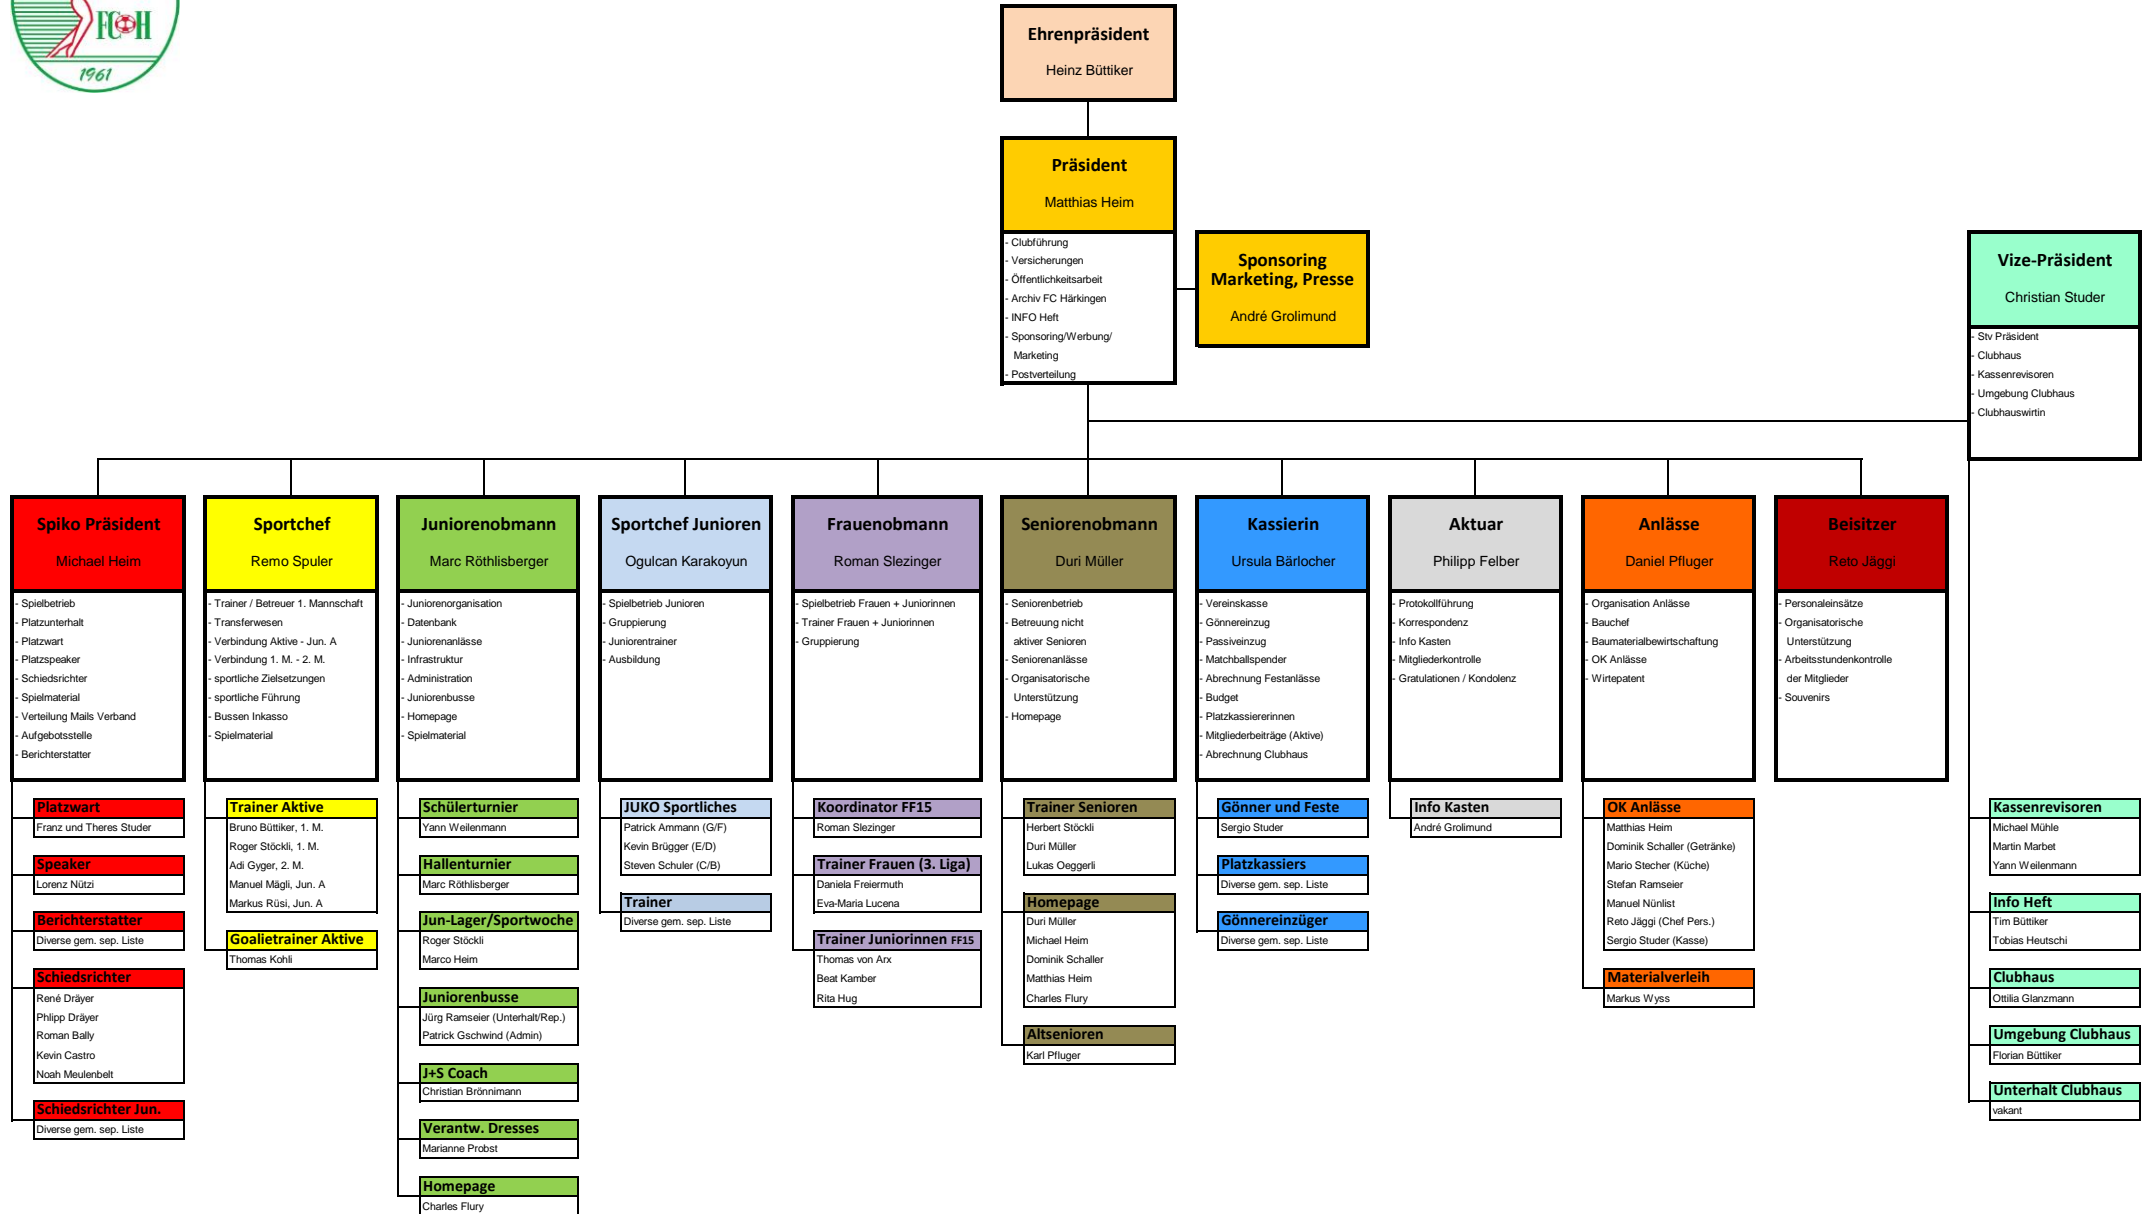 FC H
1961
Ehrenpräsident
Heinz Büttiker
Präsident
Matthias Heim
- Clubführung
- Versicherungen
- Öffentlichkeitsarbeit
- Archiv FC Härkingen
- INFO Heft
- Sponsoring/Werbung/
Marketing
- Postverteilung
Sponsoring
Marketing, Presse
André Grolimund
Vize-Präsident
Christian Studer
- Stv Präsident
- Clubhaus
- Kassenrevisoren
- Umgebung Clubhaus
- Clubhauswirtin
Spiko Präsident
Michael Heim
- Spielbetrieb
- Platzunterhalt
- Platzwart
- Platzspeaker
- Schiedsrichter
- Spielmaterial
- Verteilung Mails Verband
- Aufgebotsstelle
- Berichterstatter
Platzwart
Franz und Theres Studer
Speaker
Lorenz Nützi
Berichterstatter
Diverse gem. sep. Liste
Schiedsrichter
René Dräyer
Phlipp Dräyer
Roman Bally
Kevin Castro
Noah Meulenbelt
Schiedsrichter Jun.
Diverse gem. sep. Liste
Sportchef
Remo Spuler
- Trainer / Betreuer 1. Mannschaft
- Transferwesen
- Verbindung Aktive - Jun. A
- Verbindung 1. M. - 2. M.
- sportliche Zielsetzungen
- sportliche Führung
- Bussen Inkasso
- Spielmaterial
Trainer Aktive
Bruno Büttiker, 1. M.
Roger Stöckli, 1. M.
Adi Gyger, 2. M.
Manuel Mägli, Jun. A
Markus Rüsi, Jun. A
Goalietrainer Aktive
Thomas Kohli
Juniorenobmann
Marc Röthlisberger
- Juniorenorganisation
- Datenbank
- Juniorenanlässe
- Infrastruktur
- Administration
- Juniorenbusse
- Homepage
- Spielmaterial
Schülerturnier
Yann Weilenmann
Hallenturnier
Marc Röthlisberger
Jun-Lager/Sportwoche
Roger Stöckli
Marco Heim
Juniorenbusse
Jürg Ramseier (Unterhalt/Rep.)
Patrick Gschwind (Admin)
J+S Coach
Christian Brönnimann
Verantw. Dresses
Marianne Probst
Homepage
Charles Flury
Sportchef Junioren
Ogulcan Karakoyun
- Spielbetrieb Junioren
- Gruppierung
- Juniorentrainer
- Ausbildung
JUKO Sportliches
Patrick Ammann (G/F)
Kevin Brügger (E/D)
Steven Schuler (C/B)
Trainer
Diverse gem. sep. Liste
Frauenobmann
Roman Slezinger
- Spielbetrieb Frauen + Juniorinnen
- Trainer Frauen + Juniorinnen
- Gruppierung
Koordinator FF15
Roman Slezinger
Trainer Frauen (3. Liga)
Daniela Freiermuth
Eva-Maria Lucena
Trainer Juniorinnen FF15
Thomas von Arx
Beat Kamber
Rita Hug
Seniorenobmann
Duri Müller
- Seniorenbetrieb
- Betreuung nicht
aktiver Senioren
- Seniorenanlässe
- Organisatorische
Unterstützung
- Homepage
Trainer Senioren
Herbert Stöckli
Duri Müller
Lukas Oeggerli
Homepage
Duri Müller
Michael Heim
Dominik Schaller
Matthias Heim
Charles Flury
Altsenioren
Karl Pfluger
Kassierin
Ursula Bärlocher
- Vereinskasse
- Gönnereinzug
- Passiveinzug
- Matchballspender
- Abrechnung Festanlässe
- Budget
- Platzkassiererinnen
- Mitgliederbeiträge (Aktive)
- Abrechnung Clubhaus
Gönner und Feste
Sergio Studer
Platzkassiers
Diverse gem. sep. Liste
Gönnereinzüger
Diverse gem. sep. Liste
Aktuar
Philipp Felber
- Protokollführung
- Korrespondenz
- Info Kasten
- Mitgliederkontrolle
- Gratulationen / Kondolenz
Info Kasten
André Grolimund
Anlässe
Daniel Pfluger
- Organisation Anlässe
- Bauchef
- Baumaterialbewirtschaftung
- OK Anlässe
- Wirtepatent
OK Anlässe
Matthias Heim
Dominik Schaller (Getränke)
Mario Stecher (Küche)
Stefan Ramseier
Manuel Nünlist
Reto Jäggi (Chef Pers.)
Sergio Studer (Kasse)
Materialverleih
Markus Wyss
Beisitzer
Reto Jäggi
- Personaleinsätze
- Organisatorische
Unterstützung
- Arbeitsstundenkontrolle
der Mitglieder
- Souvenirs
Kassenrevisoren
Michael Mühle
Martin Marbet
Yann Weilenmann
Info Heft
Tim Büttiker
Tobias Heutschi
Clubhaus
Ottilia Glanzmann
Umgebung Clubhaus
Florian Büttiker
Unterhalt Clubhaus
vakant